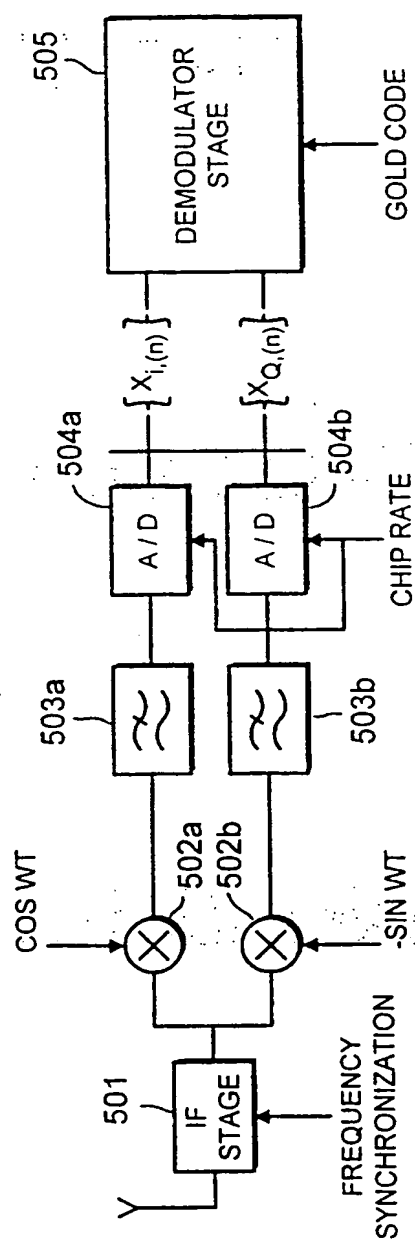 501
IF
STAGE
FREQUENCY
SYNCHRONIZATION
COS WT
502a
502b
-SIN WT
503a
503b
504a
A / D
A / D
504b
CHIP RATE
[X i,(n)]
[X Q,(n)]
505
DEMODULATOR
STAGE
GOLD CODE